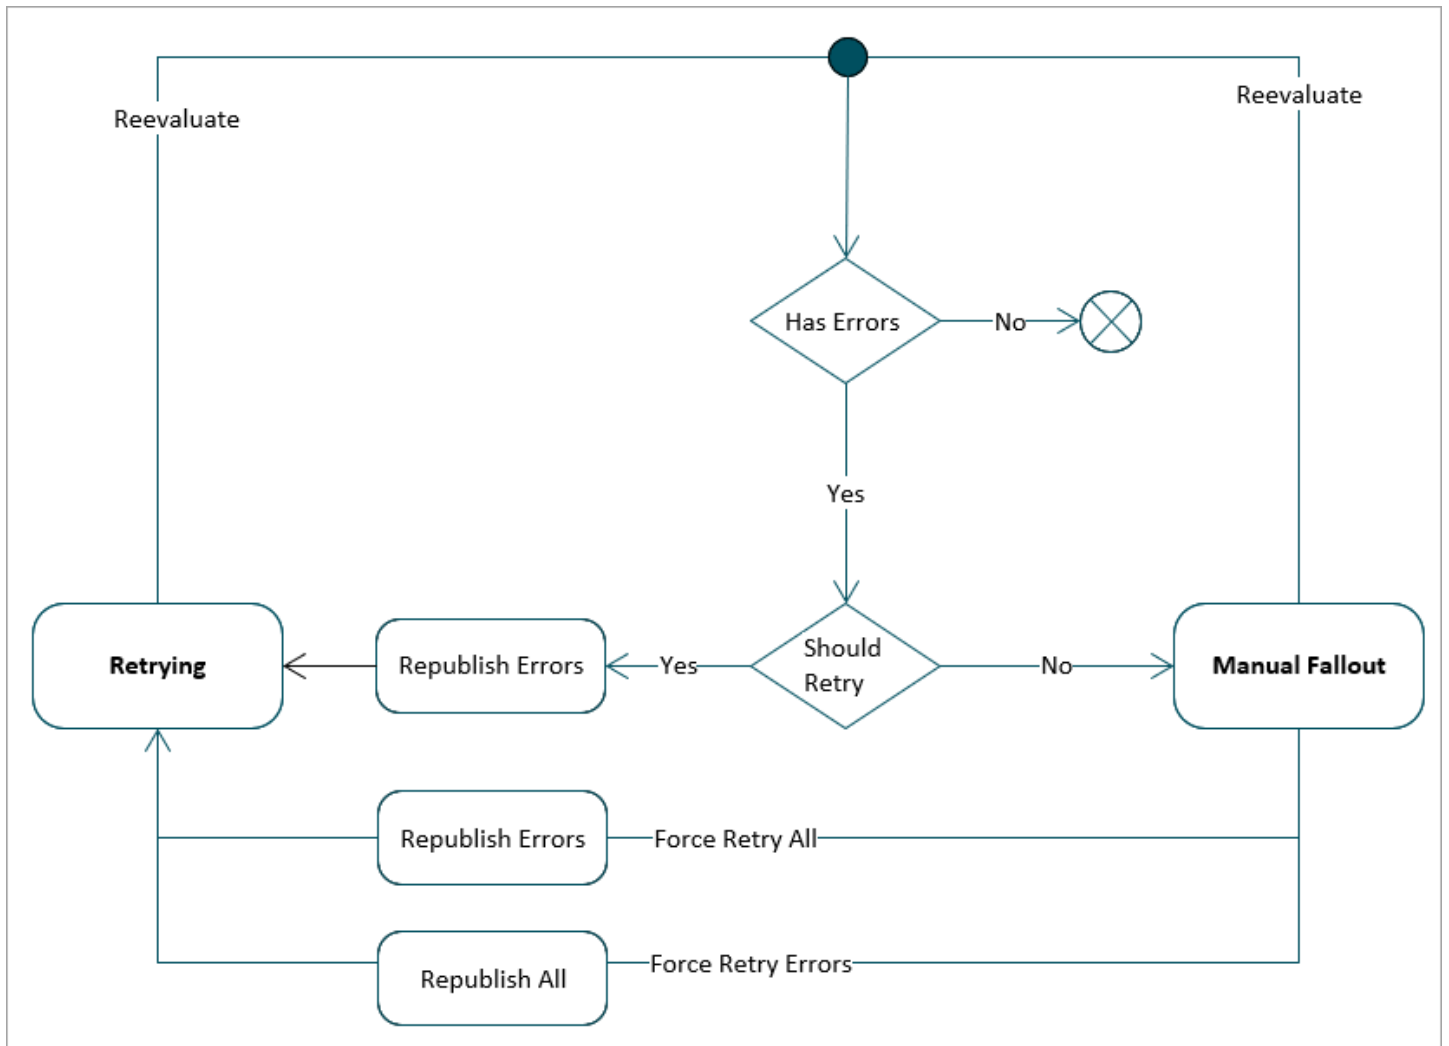 Reevaluate
Reevaluate
Has Errors
No
Yes
Retrying
Republish Errors
Yes
Should
Retry
No
Manual Fallout
Republish Errors
Force Retry All
Republish All
Force Retry Errors